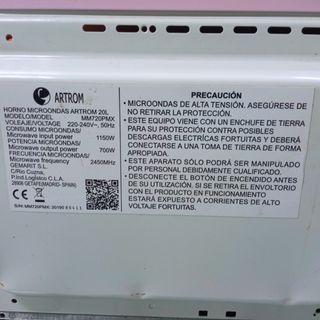 ARTROM
HORNO MICROONDAS ARTROM 20L
MODELO/MODEL MM720PMX
VOLEAJE/VOLTAGE 220-240V~, 50Hz
CONSUMO MICROONDAS/
Microwave input power 1150W
POTENCIA MICROONDAS/
Microwave output power 700W
FRECUENCIA MICROONDAS/
Microwave frequency 2450MHz
GEMARIT S.L.
C/Río Cuzna,
P.Ind Logístico C.L.A.
28906 GETAFE(MADRID- SPAIN)
S/N:MM720PMX:
PRECAUCIÓN
• MICROONDAS DE ALTA TENSIÓN. ASEGÚRESE DE
NO RETIRAR LA PROTECCIÓN.
• ESTE EQUIPO VIENE CON UN ENCHUFE DE TIERRA
PARA SU PROTECCIÓN CONTRA POSIBLES
DESCARGAS ELÉCTRICAS FORTUITAS Y DEBERÁ
CONECTARSE A UNA TOMA DE TIERRA DE FORMA
APROPIADA.
• ESTE APARATO SÓLO PODRÁ SER MANIPULADO
POR PERSONAL DEBIDAMENTE CUALIFICADO.
• DESCONECTE EL BOTÓN DE ENCENDIDO ANTES
DE SU UTILIZACIÓN. SI SE RETIRA EL ENVOLTORIO
CON EL PRODUCTO EN FUNCIONAMIENTO
ESTARÁ EXPUESTO A CORRIENTES DE ALTO
VOLTAJE FORTUITAS.